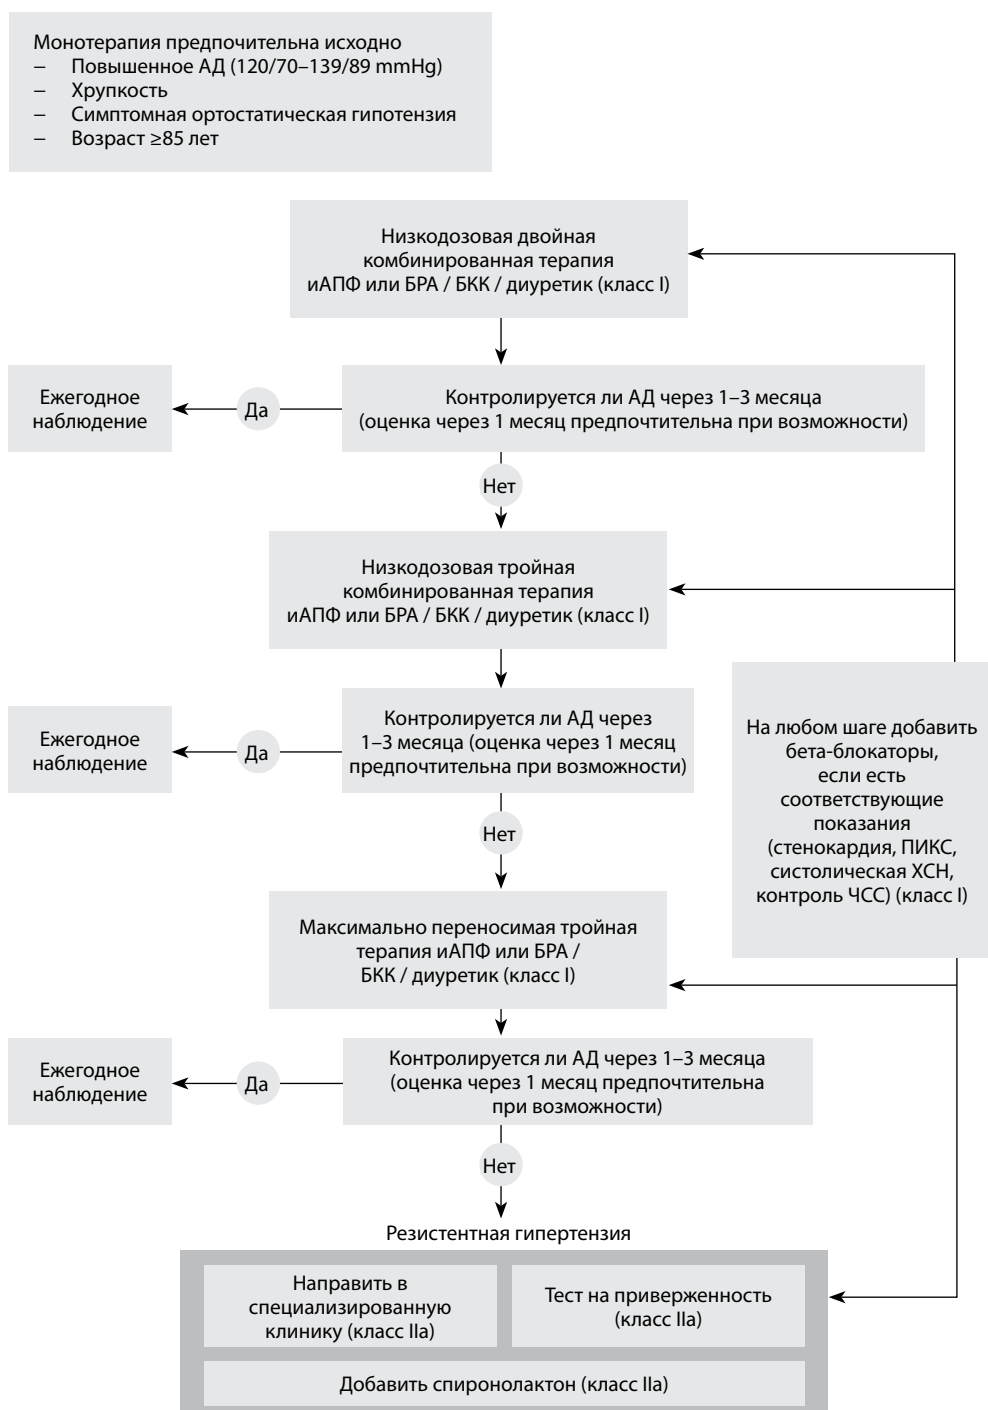 Монотерапия предпочительна исходно
– Повышенное АД (120/70–139/89 mmHg)
– Хрупкость
– Симптомная ортостатическая гипотензия
– Возраст ≥85 лет
Низкодозовая двойная
комбинированная терапия
иАПФ или БРА / БКК / диуретик (класс I)
Контролируется ли АД через 1–3 месяца
(оценка через 1 месяц предпочтительна при возможности)
Да
Ежегодное
наблюдение
Нет
Низкодозовая тройная
комбинированная терапия
иАПФ или БРА / БКК / диуретик (класс I)
Контролируется ли АД через
1–3 месяца (оценка через 1 месяц
предпочтительна при возможности)
Да
Ежегодное
наблюдение
Нет
На любом шаге добавить
бета-блокаторы,
если есть
соответствующие
показания
(стенокардия, ПИКС,
систолическая ХСН,
контроль ЧСС) (класс I)
Максимально переносимая тройная
терапия иАПФ или БРА /
БКК / диуретик (класс I)
Контролируется ли АД через 1–3 месяца
(оценка через 1 месяц предпочтительна
при возможности)
Да
Ежегодное
наблюдение
Нет
Резистентная гипертензия
Направить в
специализированную
клинику (класс IIa)
Тест на приверженность
(класс IIa)
Добавить спиронолактон (класс IIa)